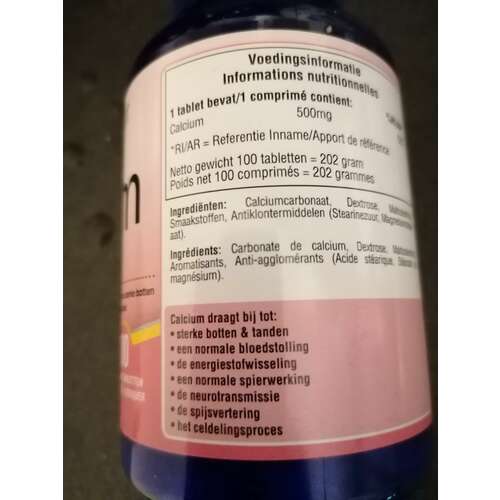 Voedingsinformatie
Informations nutritionnelles
1 tablet bevat/1 comprimé contient:
Calcium 500mg
*RI/AR = Referentie Inname/Apport de référence
Netto gewicht 100 tabletten = 202 gram
Poids net 100 comprimés = 202 grammes
Ingrediënten: Calciumcarbonaat, Dextrose,
Smaakstoffen, Antiklontermiddelen (Stearinezuur,
aat).
Ingrédients: Carbonate de calcium, Dextrose,
Aromatisants, Anti-agglomérants (Acide stéarique,
magnésium).
m
sterke botten
Calcium draagt bij tot:
• sterke botten & tanden
• een normale bloedstolling
• de energiestofwisseling
• een normale spierwerking
• de neurotransmissie
• de spijsvertering
• het celdelingsproces